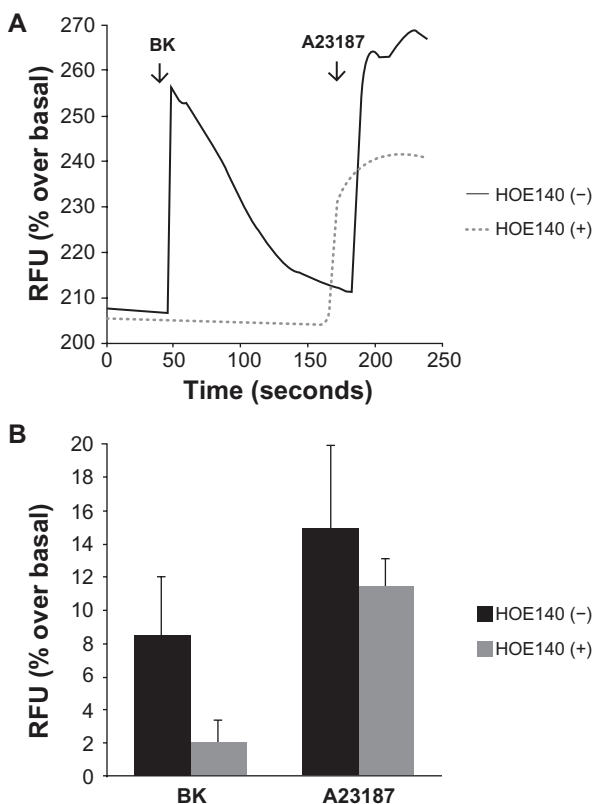 A
RFU (% over basal)
270
260
250
240
230
220
210
200
BK
A23187
0
50
100
150
200
250
Time (seconds)
HOE140 (−)
HOE140 (+)
B
RFU (% over basal)
20
18
16
14
12
10
8
6
4
2
0
BK
A23187
HOE140 (−)
HOE140 (+)